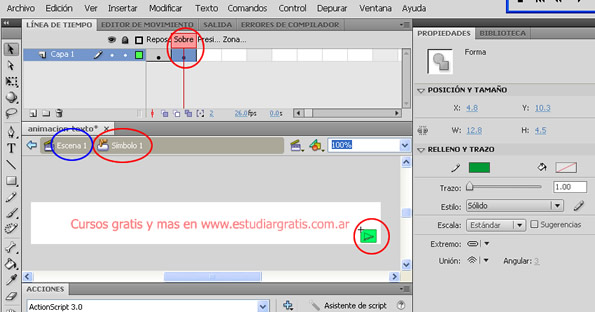 Archivo Edición Ver Insertar Modificar Texto Comandos Control Depurar Ventana Ayuda
LÍNEA DE TIEMPO EDITOR DE MOVIMIENTO SALIDA ERRORES DE COMPILADOR
Repos. Sobre Presi... Zona...
Capa 1
2 26.0fps 0.0s
animacion texto* x
Escena 1 Símbolo 1 100%
Cursos gratis y mas en www.estudiargratis.com.ar
ACCIONES
ActionScript 3.0 Asistente de script
PROPIEDADES BIBLIOTECA
Forma
POSICIÓN Y TAMAÑO
X: 4.8 Y: 10.3
W: 12.8 H: 4.5
RELLENO Y TRAZO
Trazo: 1.00
Estilo: Sólido
Escala: Estándar Sugerencias
Extremo:
Unión: Angular: 3